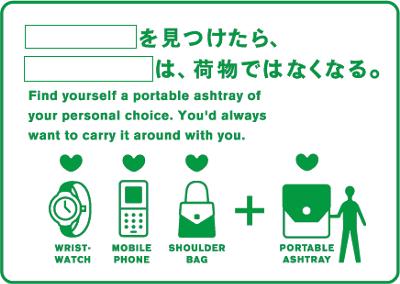 を見つけたら、
は、荷物ではなくなる。
Find yourself a portable ashtray of
your personal choice. You'd always
want to carry it around with you.
WRIST-
WATCH
MOBILE
PHONE
SHOULDER
BAG
PORTABLE
ASHTRAY